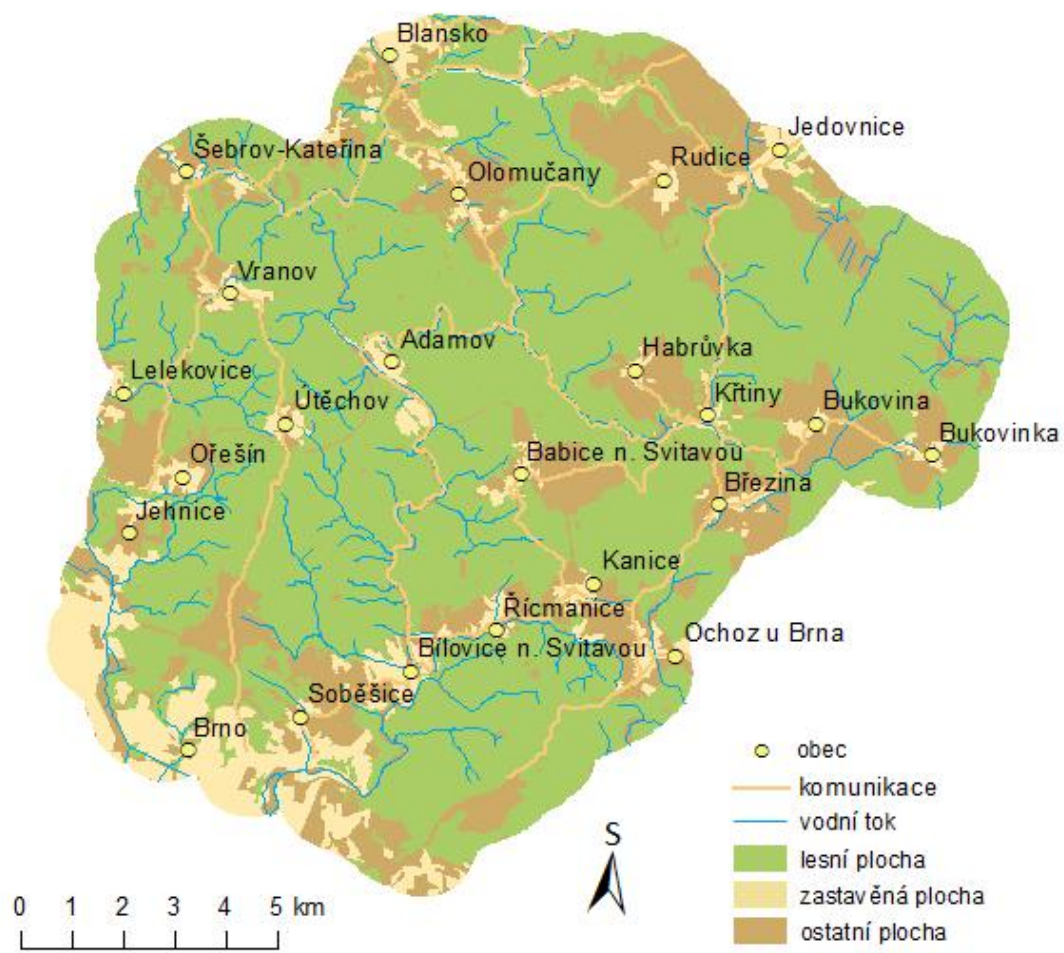 Blansko
Jedovnice
Šebrov-Kateřina
Rudice
Olomučany
Vranov
Adamov
Habrůvka
Lelekovice
Útěchov
Křtiny
Bukovina
Bukovinka
Ořešín
Babice n. Svitavou
Březina
Jehnice
Kanice
Řícmanice
Ochoz u Brna
Bílovice n. Svitavou
Soběšice
Brno
obec
komunikace
vodní tok
lesní plocha
zastavěná plocha
ostatní plocha
S
0 1 2 3 4 5 km